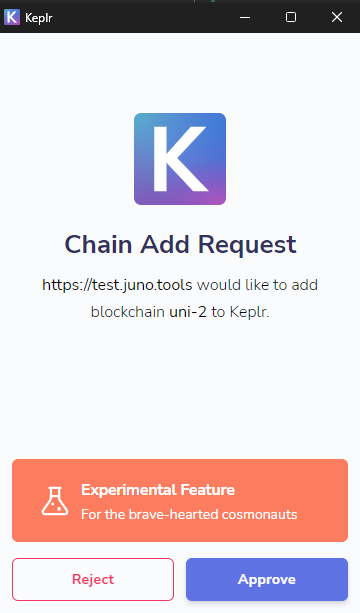 Keplr
K
Chain Add Request
https://test.juno.tools would like to add
blockchain uni-2 to Keplr.
Experimental Feature
For the brave-hearted cosmonauts
Reject
Approve